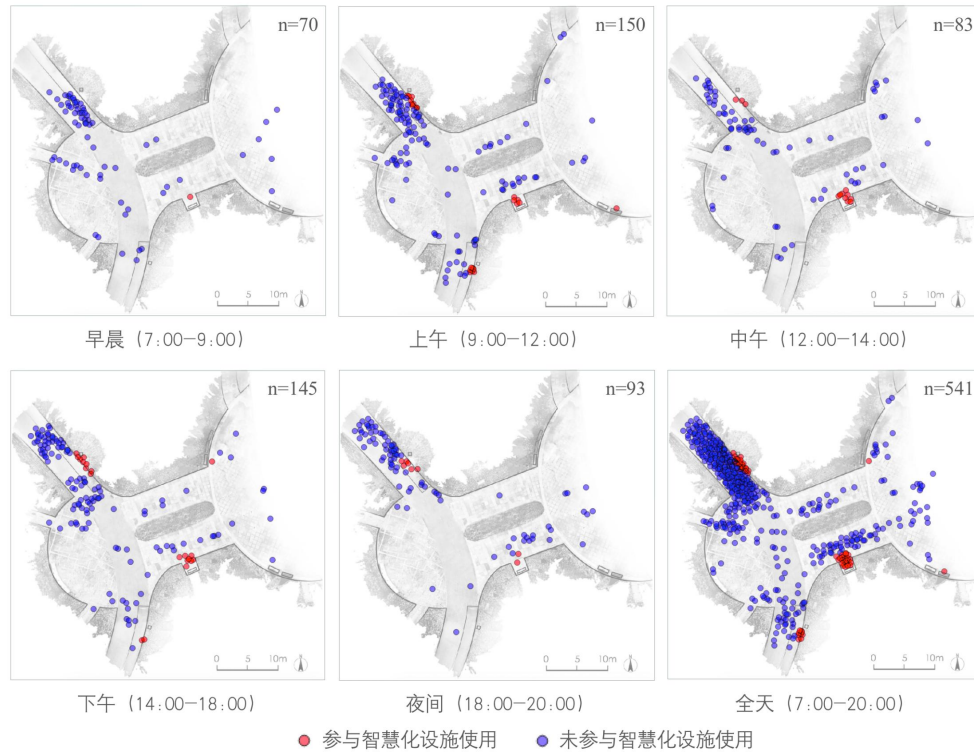 n=70
n=150
n=83
0 5 10m
0 5 10m
0 5 10m
早晨（7:00—9:00）
上午（9:00—12:00）
中午（12:00—14:00）
n=145
n=93
n=541
0 5 10m
0 5 10m
0 5 10m
下午（14:00—18:00）
夜间（18:00—20:00）
全天（7:00—20:00）
参与智慧化设施使用
未参与智慧化设施使用